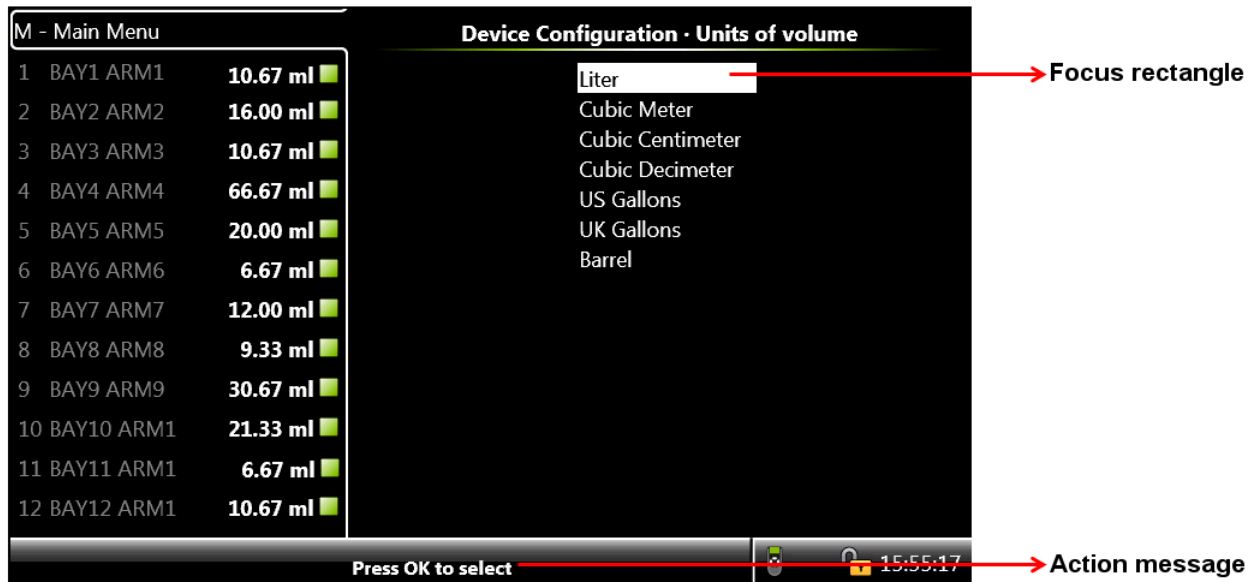 M - Main Menu
1 BAY1 ARM1 10.67 ml
2 BAY2 ARM2 16.00 ml
3 BAY3 ARM3 10.67 ml
4 BAY4 ARM4 66.67 ml
5 BAY5 ARM5 20.00 ml
6 BAY6 ARM6 6.67 ml
7 BAY7 ARM7 12.00 ml
8 BAY8 ARM8 9.33 ml
9 BAY9 ARM9 30.67 ml
10 BAY10 ARM1 21.33 ml
11 BAY11 ARM1 6.67 ml
12 BAY12 ARM1 10.67 ml
Device Configuration · Units of volume
Liter
Cubic Meter
Cubic Centimeter
Cubic Decimeter
US Gallons
UK Gallons
Barrel
Focus rectangle
Press OK to select
15:55:17
Action message